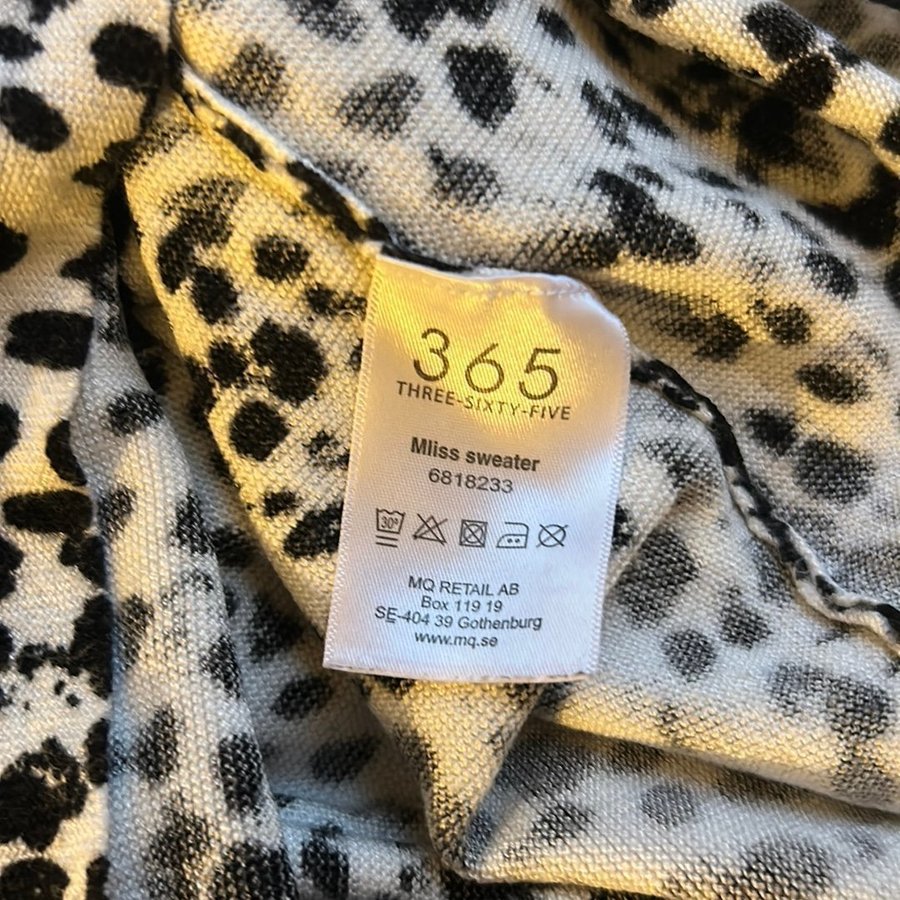 365
THREE-SIXTY-FIVE
Mliss sweater
6818233
30°
MQ RETAIL AB
Box 119 19
SE-404 39 Gothenburg
www.mq.se